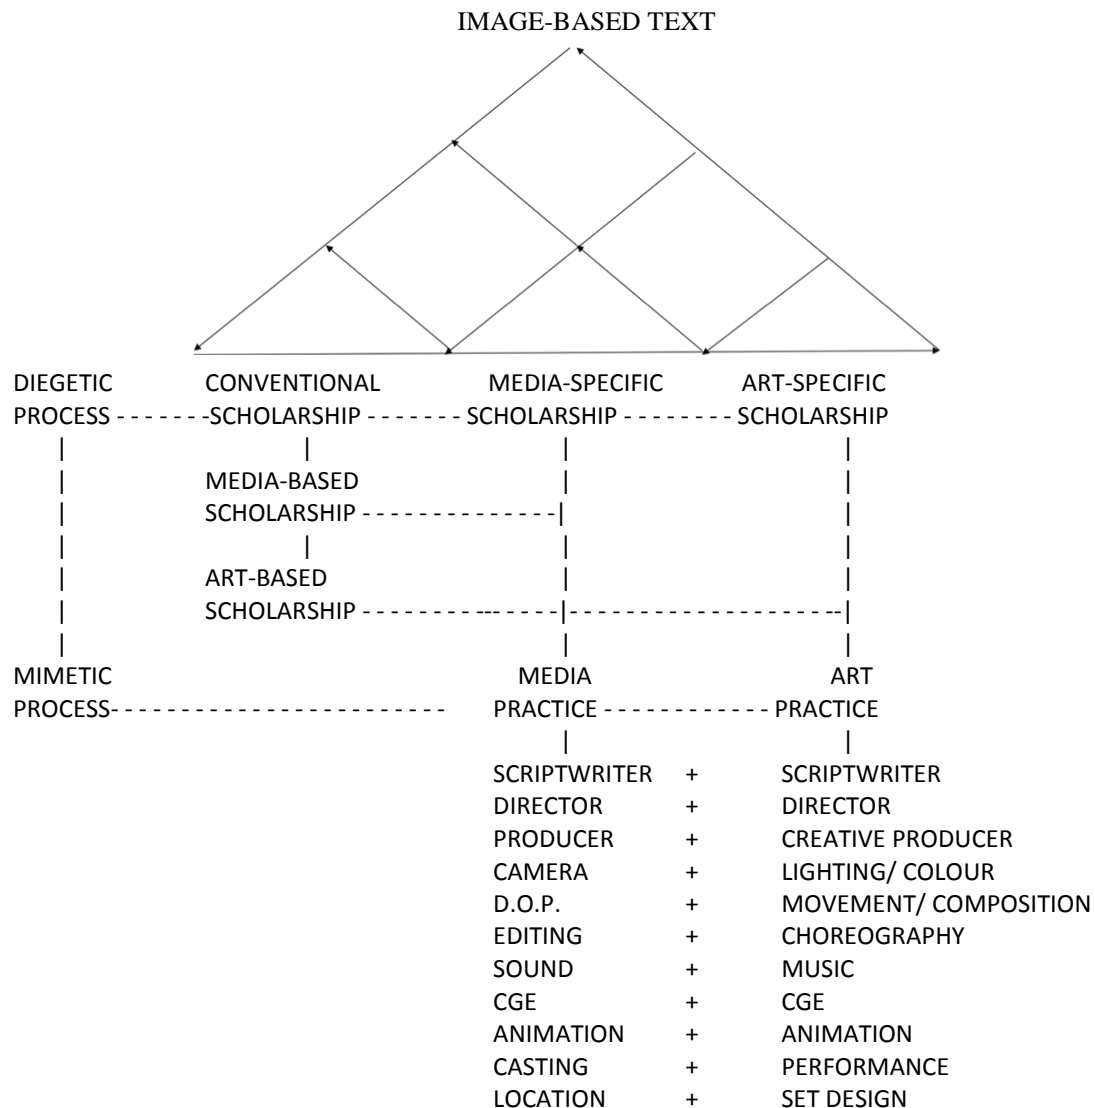 IMAGE-BASED TEXT
DIEGETIC CONVENTIONAL MEDIA-SPECIFIC ART-SPECIFIC
PROCESS - - - - - - -SCHOLARSHIP - - - - - - - SCHOLARSHIP - - - - - - - - SCHOLARSHIP
| | | |
| MEDIA-BASED | |
| SCHOLARSHIP - - - - - - - - - - - - - -| |
| | | |
| ART-BASED | |
| SCHOLARSHIP - - - - - - - - - --- - - - -| - - - - - - - - - - - - - - - - - - --|
| | |
MIMETIC MEDIA ART
PROCESS- - - - - - - - - - - - - - - - - - - - - - - - PRACTICE - - - - - - - - - - - - PRACTICE
| |
SCRIPTWRITER + SCRIPTWRITER
DIRECTOR + DIRECTOR
PRODUCER + CREATIVE PRODUCER
CAMERA + LIGHTING/ COLOUR
D.O.P. + MOVEMENT/ COMPOSITION
EDITING + CHOREOGRAPHY
SOUND + MUSIC
CGE + CGE
ANIMATION + ANIMATION
CASTING + PERFORMANCE
LOCATION + SET DESIGN